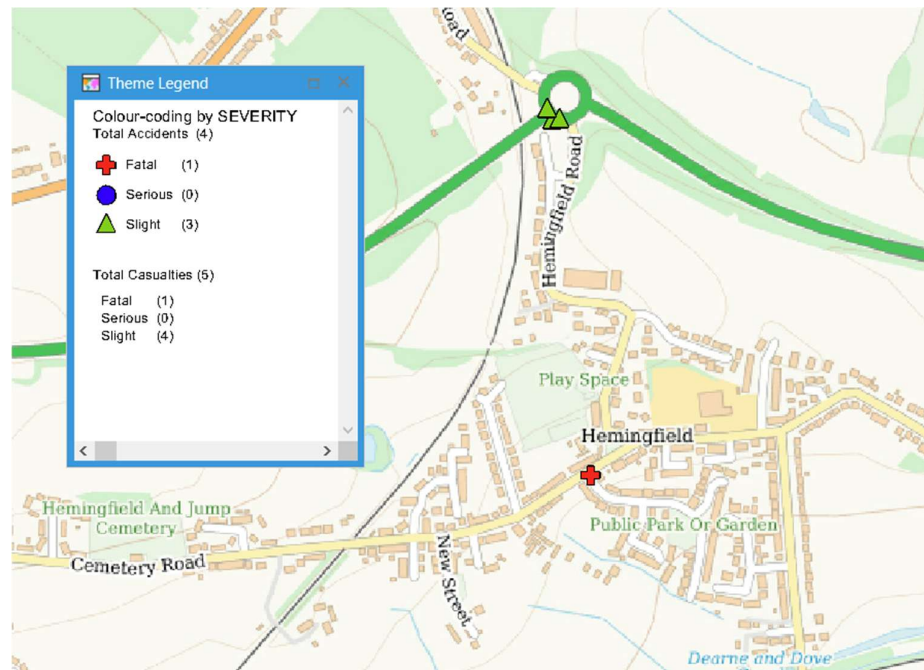 Road
Theme Legend
Colour-coding by SEVERITY
Total Accidents (4)
Fatal (1)
Serious (0)
Slight (3)
Total Casualties (5)
Fatal (1)
Serious (0)
Slight (4)
Hemingfield Road
Play Space
Hemingfield
Hemingfield And Jump
Cemetery
Public Park Or Garden
Cemetery Road
New Street
Dearne and Dove